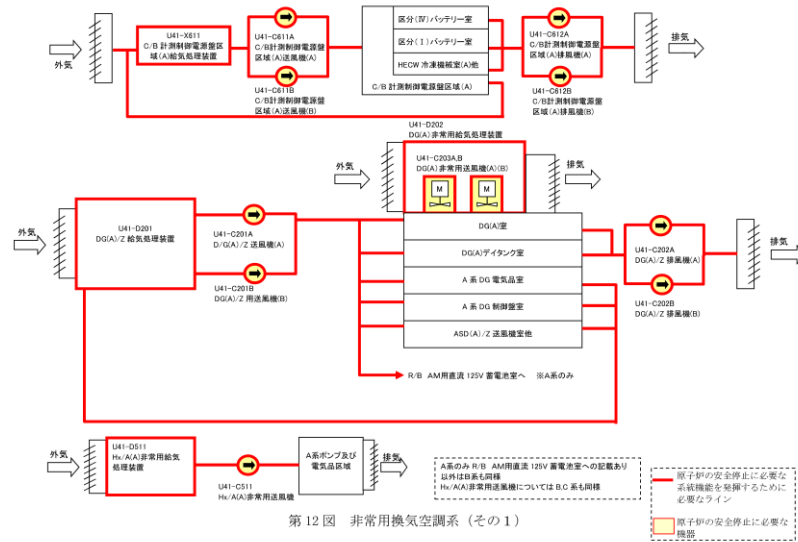 外気
U41-X611
C/B 計測制御電源盤区
域(A)給気処理装置
U41-C611A
C/B計測制御電源盤
区域(A)送風機(A)
U41-C611B
C/B計測制御電源盤
区域(A)送風機(B)
区分(Ⅳ)バッテリー室
区分(Ⅰ)バッテリー室
HECW 冷凍機械室(A)他
C/B 計測制御電源盤区域(A)
U41-C612A
C/B計測制御電源盤
区域(A)排風機(A)
U41-C612B
C/B計測制御電源盤
区域(A)排風機(B)
排気
U41-D202
DG(A)非常用給気処理装置
外気
U41-C203A,B
DG(A)非常用送風機(A)(B)
M
M
排気
外気
U41-D201
DG(A)/Z 給気処理装置
U41-C201A
D/G(A)/Z 送風機(A)
U41-C201B
DG(A)/Z 用送風機(B)
DG(A)室
DG(A)デイタンク室
A 系 DG 電気品室
A 系 DG 制御盤室
ASD(A)/Z 送風機室他
U41-C202A
DG(A)/Z 排風機(A)
U41-C202B
DG(A)/Z 排風機(B)
排気
R/B AM用直流 125V 蓄電池室へ ※A系のみ
外気
U41-D511
Hx/A(A)非常用給気
処理装置
U41-C511
Hx/A(A)非常用送風機
A系ポンプ及び
電気品区域
排気
A系のみ R/B AM用直流 125V 蓄電池室への記載あり
以外はB系も同様
Hx/A(A)非常用送風機については B,C 系も同様
原子炉の安全停止に必要な
系統機能を発揮するために
必要なライン
原子炉の安全停止に必要な
機器
第12図 非常用換気空調系（その１）